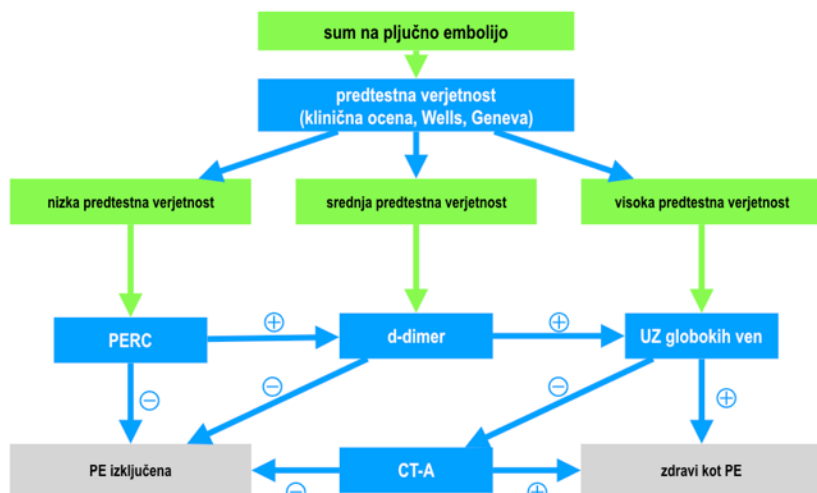 sum na pljučno embolijo
predtestna verjetnost
(klinična ocena, Wells, Geneva)
nizka predtestna verjetnost
srednja predtestna verjetnost
visoka predtestna verjetnost
PERC
+
d-dimer
+
UZ globokih ven
−
−
−
+
PE izključena
−
CT-A
+
zdravi kot PE